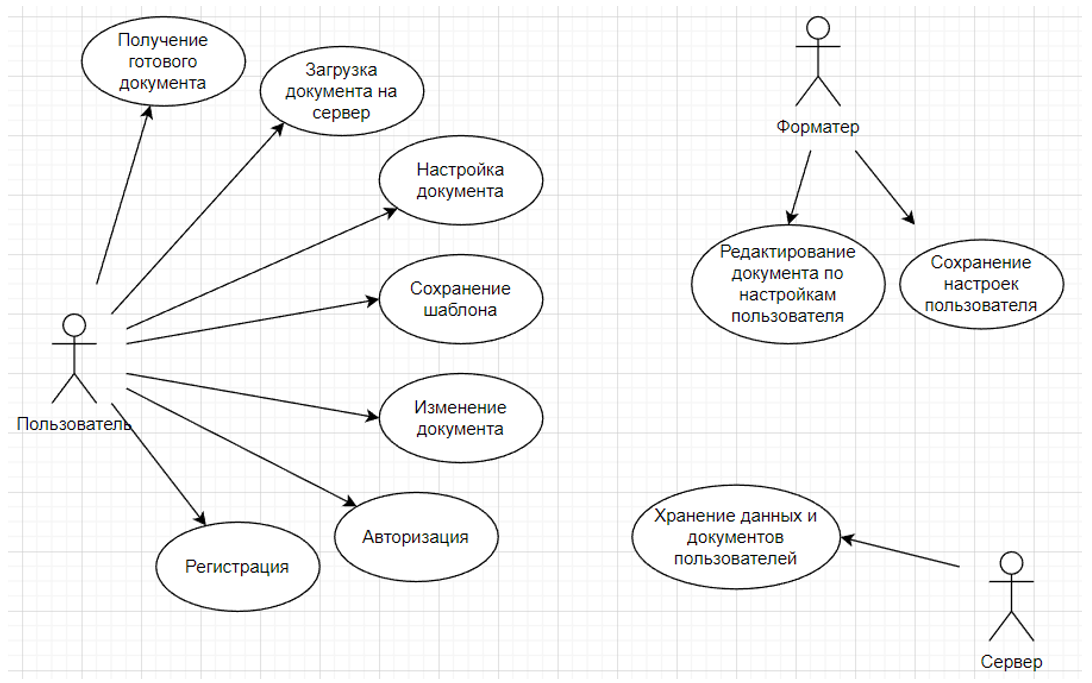 Получение
готового
документа
Загрузка
документа на
сервер
Настройка
документа
Сохранение
шаблона
Изменение
документа
Авторизация
Регистрация
Пользователь
Форматер
Редактирование
документа по
настройкам
пользователя
Сохранение
настроек
пользователя
Хранение данных и
документов
пользователей
Сервер